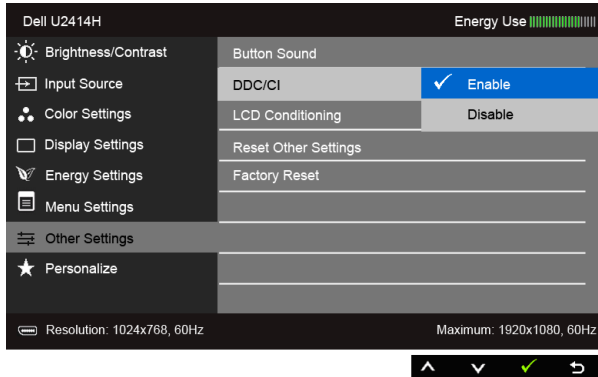 Dell U2414H
Energy Use
Brightness/Contrast
Button Sound
Input Source
DDC/CI
Enable
Color Settings
LCD Conditioning
Disable
Display Settings
Reset Other Settings
Energy Settings
Factory Reset
Menu Settings
Other Settings
Personalize
Resolution: 1024x768, 60Hz
Maximum: 1920x1080, 60Hz